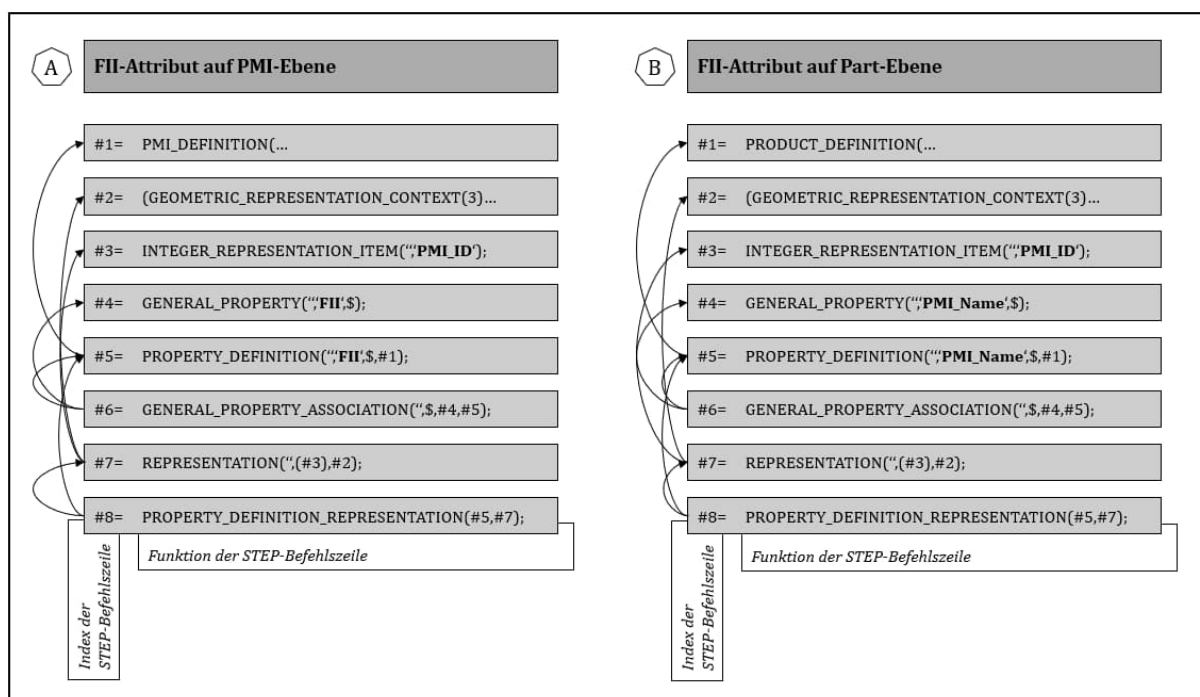 A
FII-Attribut auf PMI-Ebene
#1= PMI_DEFINITION(...
#2= (GEOMETRIC_REPRESENTATION_CONTEXT(3)...
#3= INTEGER_REPRESENTATION_ITEM(“,‘PMI_ID‘);
#4= GENERAL_PROPERTY(“,‘FII‘,$);
#5= PROPERTY_DEFINITION(“,‘FII‘,$,#1);
#6= GENERAL_PROPERTY_ASSOCIATION(“,$,#4,#5);
#7= REPRESENTATION(“,(#3),#2);
#8= PROPERTY_DEFINITION_REPRESENTATION(#5,#7);
Funktion der STEP-Befehlszeile
Index der
STEP-Befehlszeile
B
FII-Attribut auf Part-Ebene
#1= PRODUCT_DEFINITION(...
#2= (GEOMETRIC_REPRESENTATION_CONTEXT(3)...
#3= INTEGER_REPRESENTATION_ITEM(“,‘PMI_ID‘);
#4= GENERAL_PROPERTY(“,‘PMI_Name‘,$);
#5= PROPERTY_DEFINITION(“,‘PMI_Name‘,$,#1);
#6= GENERAL_PROPERTY_ASSOCIATION(“,$,#4,#5);
#7= REPRESENTATION(“,(#3),#2);
#8= PROPERTY_DEFINITION_REPRESENTATION(#5,#7);
Funktion der STEP-Befehlszeile
Index der
STEP-Befehlszeile